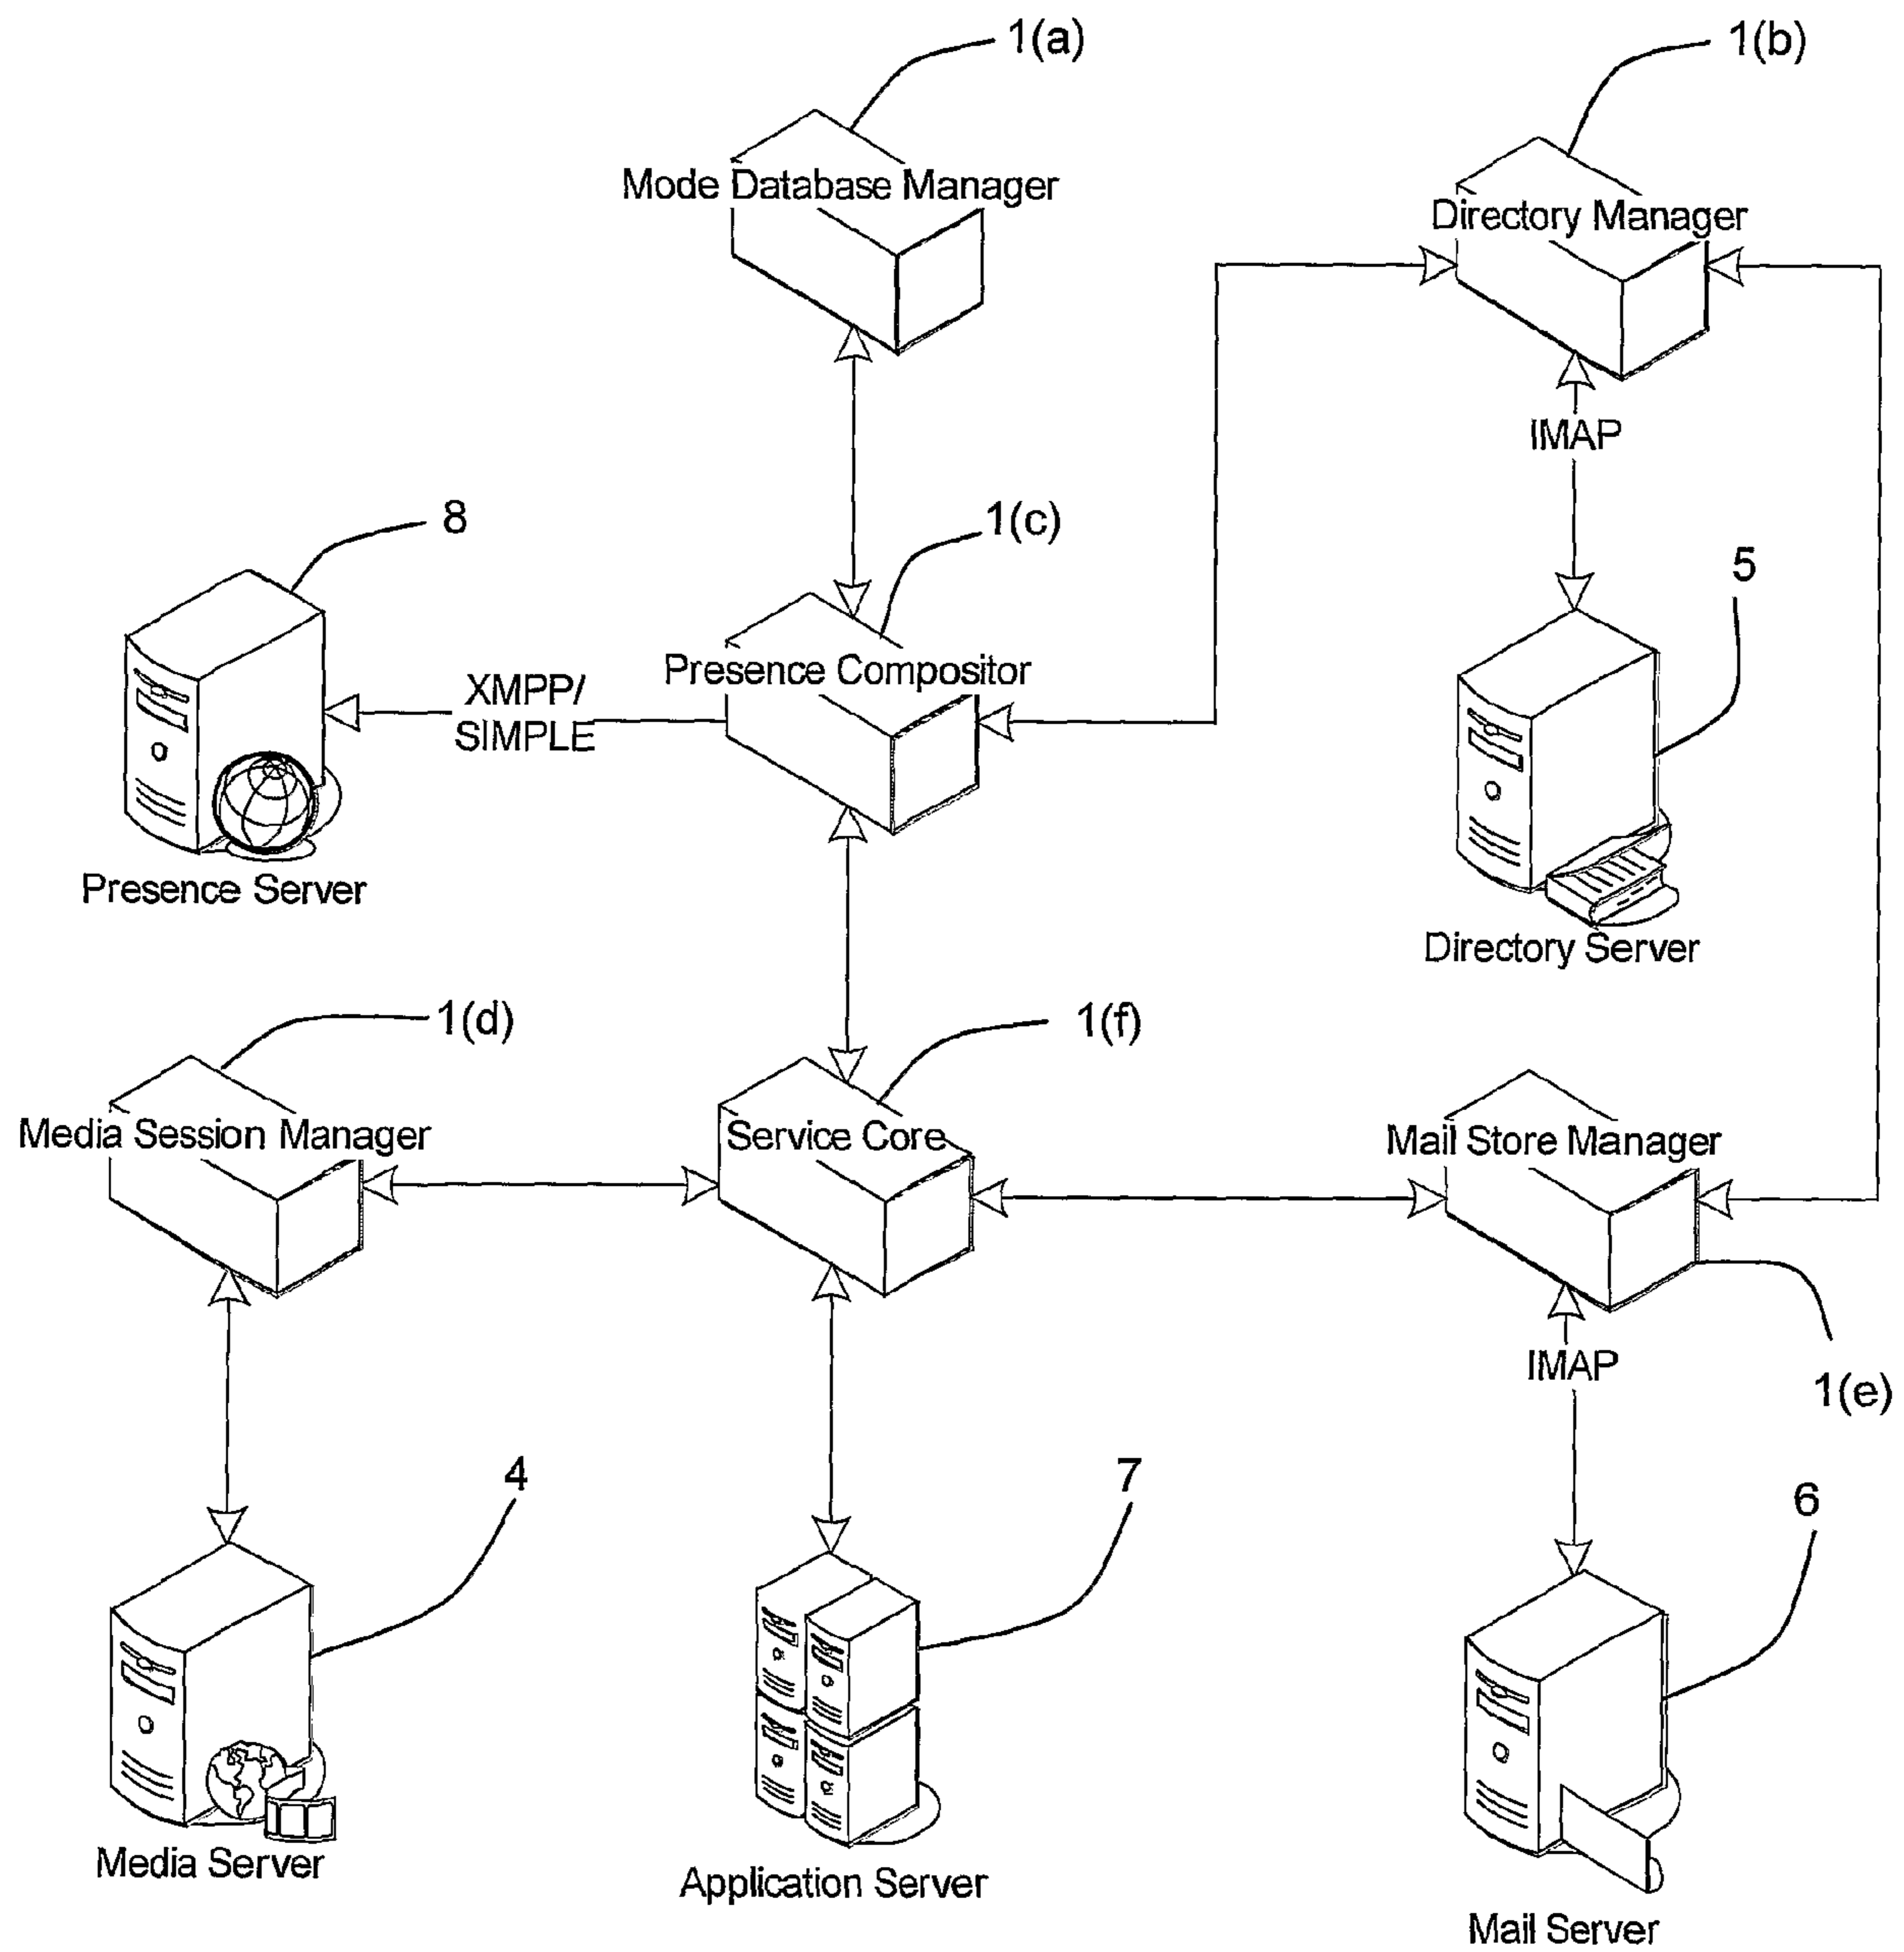 1(a)
1(b)
Mode Database Manager
Directory Manager
IMAP
8
1(c)
5
Presence Compositor
XMPP/
SIMPLE
Presence Server
Directory Server
1(d)
1(f)
Media Session Manager
Service Core
Mail Store Manager
IMAP
1(e)
4
7
6
Media Server
Application Server
Mail Server